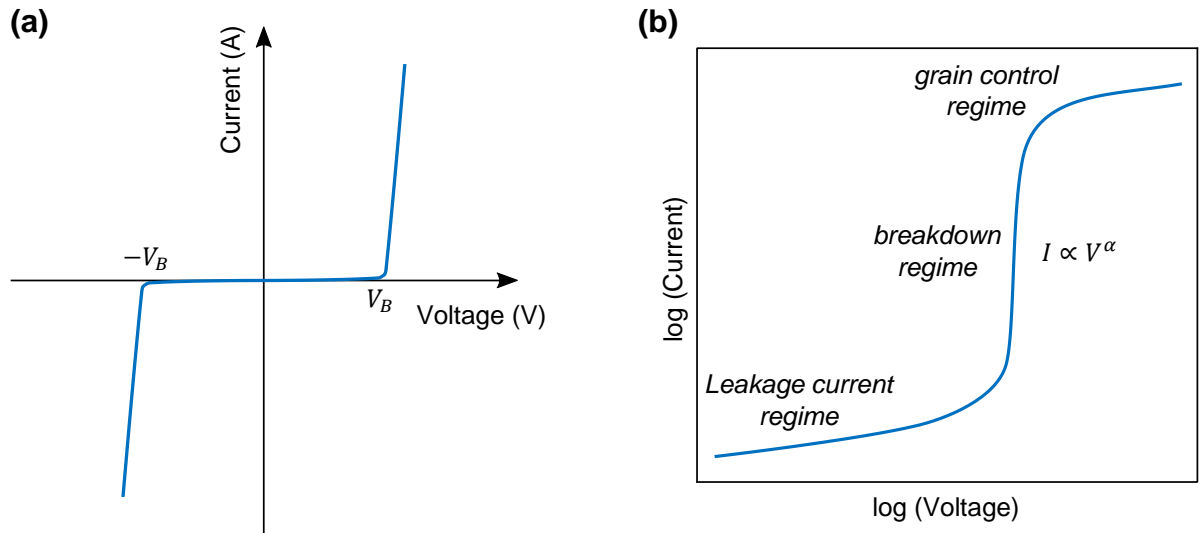 (a)
Current (A)
−V_B
V_B
Voltage (V)
(b)
grain control
regime
breakdown
regime
I ∝ V^α
Leakage current
regime
log (Current)
log (Voltage)